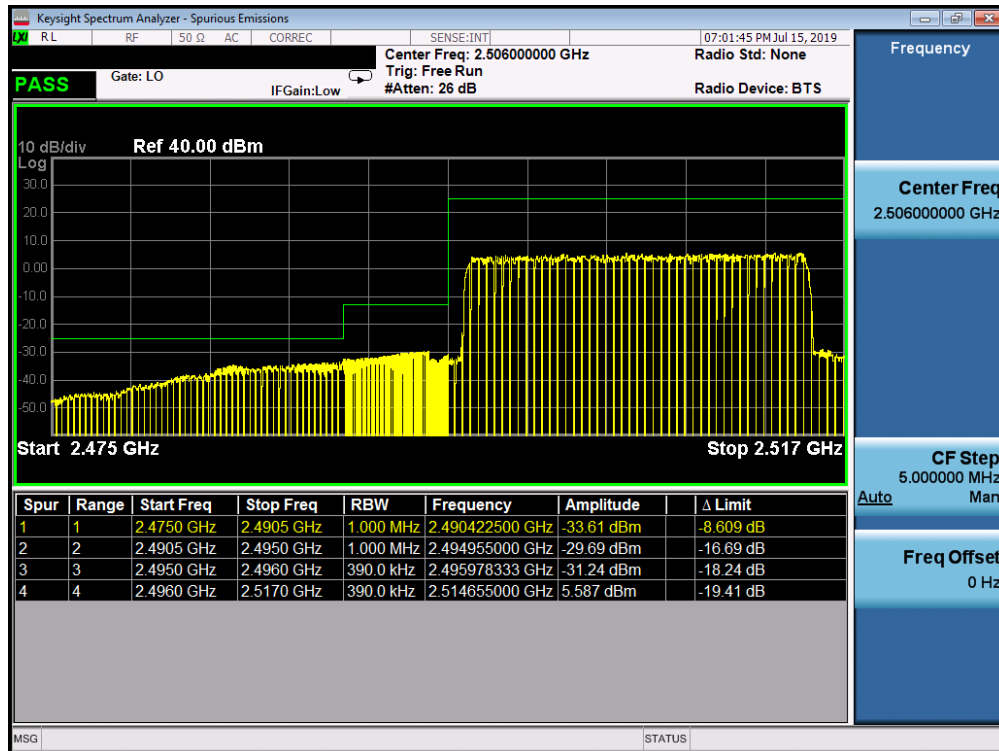 Keysight Spectrum Analyzer - Spurious Emissions
LXI RL RF 50 Ω AC CORREC SENSE:INT 07:01:45 PM Jul 15, 2019
Center Freq: 2.506000000 GHz Radio Std: None
PASS Gate: LO Trig: Free Run
IFGain:Low #Atten: 26 dB Radio Device: BTS
10 dB/div Ref 40.00 dBm
Log
30.0
20.0
10.0
0.00
-10.0
-20.0
-30.0
-40.0
-50.0
Start 2.475 GHz Stop 2.517 GHz
Spur Range Start Freq Stop Freq RBW Frequency Amplitude Δ Limit
1 1 2.4750 GHz 2.4905 GHz 1.000 MHz 2.490422500 GHz -33.61 dBm -8.609 dB
2 2 2.4905 GHz 2.4950 GHz 1.000 MHz 2.494955000 GHz -29.69 dBm -16.69 dB
3 3 2.4950 GHz 2.4960 GHz 390.0 kHz 2.495978333 GHz -31.24 dBm -18.24 dB
4 4 2.4960 GHz 2.5170 GHz 390.0 kHz 2.514655000 GHz 5.587 dBm -19.41 dB
MSG STATUS
Frequency
Center Freq
2.506000000 GHz
CF Step
5.000000 MHz
Auto Man
Freq Offset
0 Hz